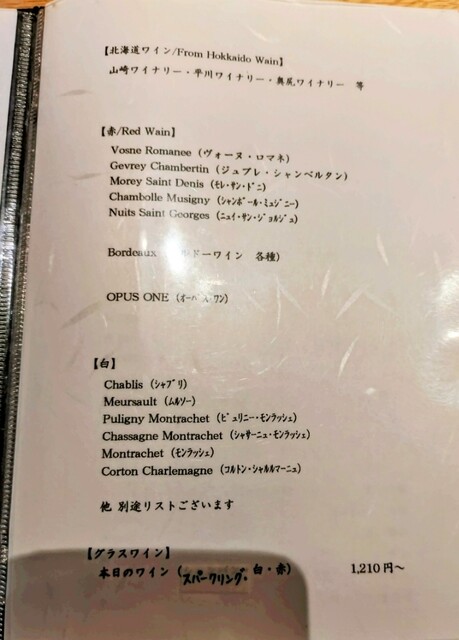 【北海道ワイン/From Hokkaido Wain】
山崎ワイナリー・平川ワイナリー・奥尻ワイナリー 等
【赤/Red Wain】
Vosne Romanee (ヴォーヌ・ロマネ)
Gevrey Chambertin (ジュブレ・シャンベルタン)
Morey Saint Denis (ﾓﾚ･ｻﾝ･ﾄﾞﾆ)
Chambolle Musigny (ｼｬﾝﾎﾞｰﾙ･ﾐｭｼﾞﾆｰ)
Nuits Saint Georges (ﾆｭｲ･ｻﾝ･ｼﾞｮﾙｼﾞｭ)
Bordeaux ドーワイン 各種)
OPUS ONE (ｵｰﾊﾟｽ･ﾜﾝ)
【白】
Chablis (ｼｬﾌﾞﾘ)
Meursault (ﾑﾙｿｰ)
Puligny Montrachet (ﾋﾟｭﾘﾆｰ･ﾓﾝﾗｯｼｪ)
Chassagne Montrachet (ｼｬｻｰﾆｭ･ﾓﾝﾗｯｼｪ)
Montrachet (ﾓﾝﾗｯｼｪ)
Corton Charlemagne (ｺﾙﾄﾝ･ｼｬﾙﾙﾏｰﾆｭ)
他 別途リストございます
【グラスワイン】
本日のワイン (スパークリング・白・赤) 1,210円～